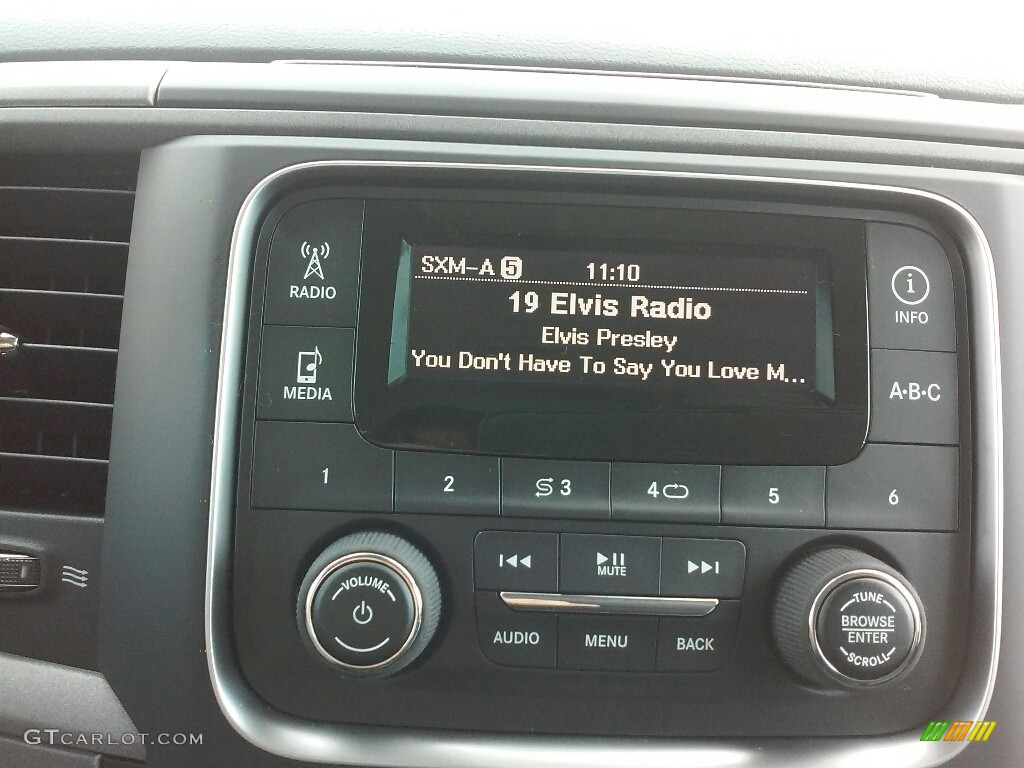 SXM-A 5 11:10
19 Elvis Radio
Elvis Presley
You Don't Have To Say You Love M...
RADIO
MEDIA
INFO
A·B·C
1 2 3 4 5 6
VOLUME
MUTE
AUDIO MENU BACK
TUNE
BROWSE
ENTER
SCROLL
GTCARLOT.COM